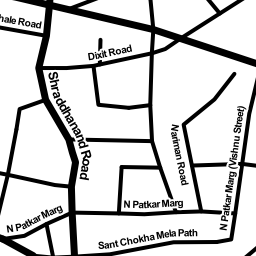 hale Road
Dixit Road
Shraddhanand Road
Nariman Road
N Patkar Marg (Vishnu Street)
N Patkar Marg
N Patkar Marg
Sant Chokha Mela Path